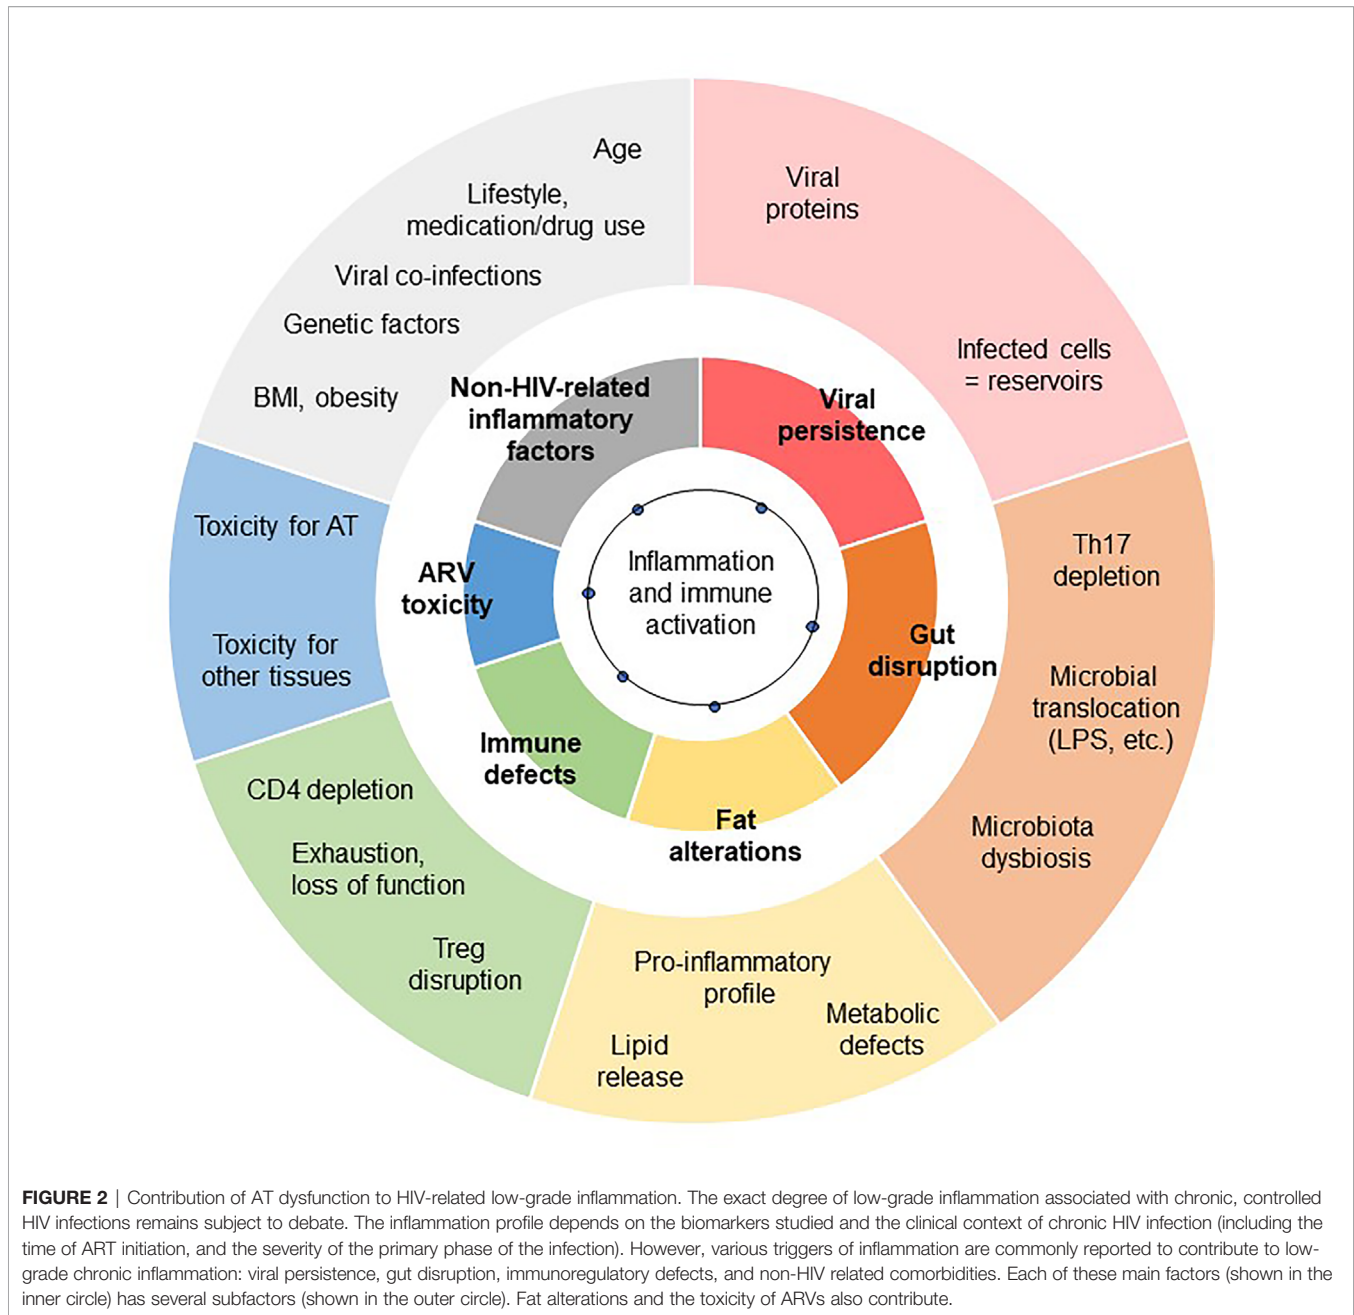 Age
Lifestyle,
medication/drug use
Viral co-infections
Genetic factors
BMI, obesity
Viral
proteins
Infected cells
= reservoirs
Non-HIV-related
inflammatory
factors
Viral
persistence
Toxicity for AT
Toxicity for
other tissues
ARV
toxicity
Inflammation
and immune
activation
Gut
disruption
Th17
depletion
Microbial
translocation
(LPS, etc.)
Microbiota
dysbiosis
Immune
defects
Fat
alterations
CD4 depletion
Exhaustion,
loss of function
Treg
disruption
Pro-inflammatory
profile
Metabolic
defects
Lipid
release
FIGURE 2 | Contribution of AT dysfunction to HIV-related low-grade inflammation. The exact degree of low-grade inflammation associated with chronic, controlled
HIV infections remains subject to debate. The inflammation profile depends on the biomarkers studied and the clinical context of chronic HIV infection (including the
time of ART initiation, and the severity of the primary phase of the infection). However, various triggers of inflammation are commonly reported to contribute to low-
grade chronic inflammation: viral persistence, gut disruption, immunoregulatory defects, and non-HIV related comorbidities. Each of these main factors (shown in the
inner circle) has several subfactors (shown in the outer circle). Fat alterations and the toxicity of ARVs also contribute.